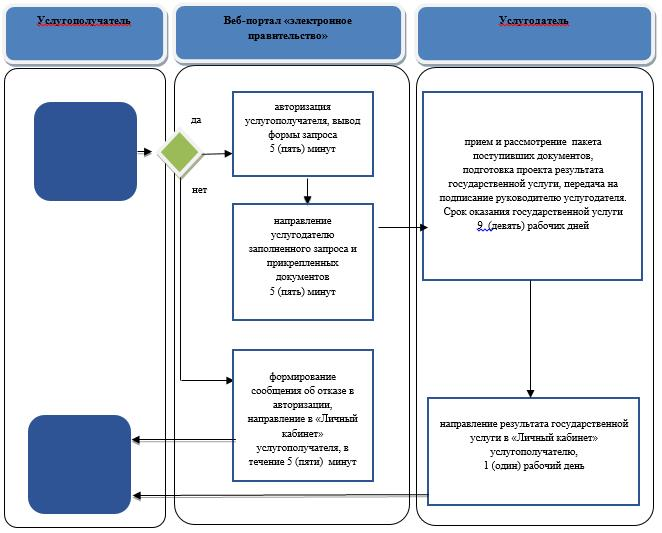 Услугополучатель
Веб-портал «электронное
правительство»
Услугодатель
да
нет
авторизация
услугополучателя, вывод
формы запроса
5 (пять) минут
направление
услугодателю
заполненного запроса и
прикрепленных
документов
5 (пять) минут
формирование
сообщения об отказе в
авторизации,
направление в «Личный
кабинет»
услугополучателя, в
течение 5 (пяти) минут
прием и рассмотрение пакета
поступивших документов,
подготовка проекта результата
государственной услуги, передача на
подписание руководителю услугодателя.
Срок оказания государственной услуги
9 (девять) рабочих дней
направление результата государственной
услуги в «Личный кабинет»
услугополучателю,
1 (один) рабочий день